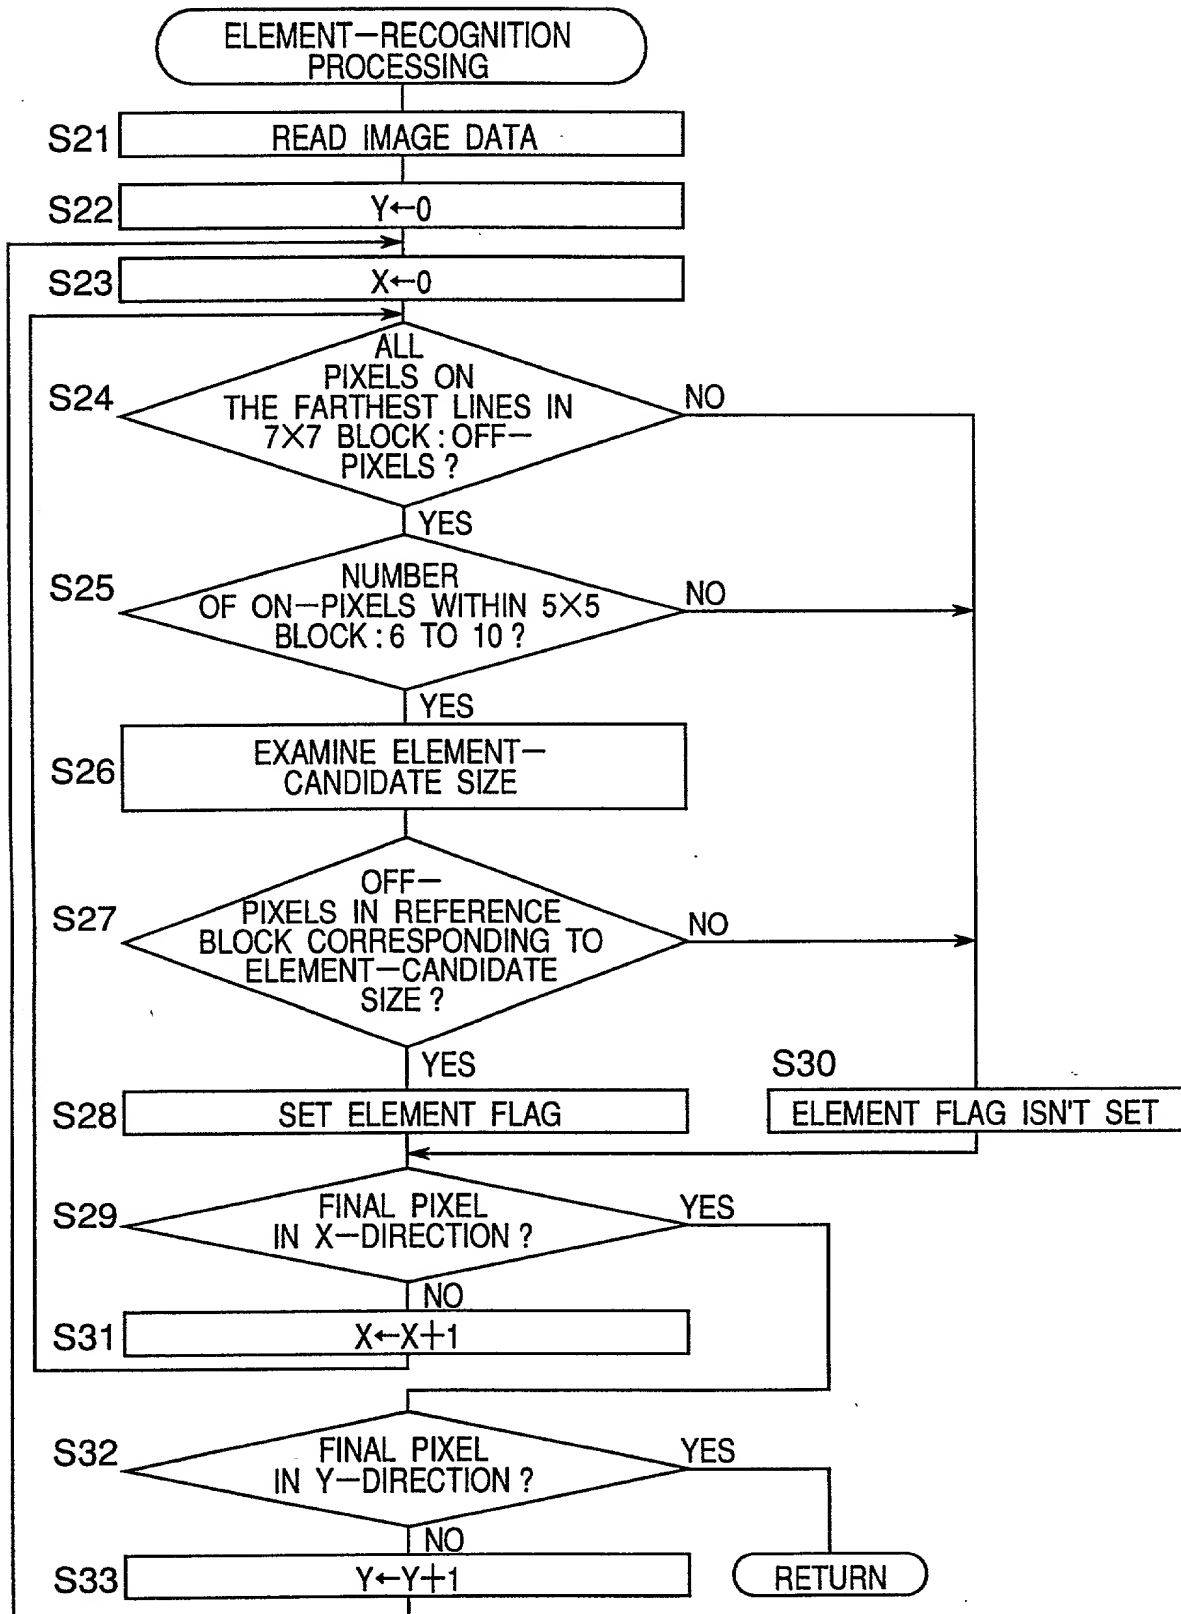 ELEMENT-RECOGNITION
PROCESSING
S21
READ IMAGE DATA
S22
Y←0
S23
X←0
S24
ALL
PIXELS ON
THE FARTHEST LINES IN
7×7 BLOCK:OFF-
PIXELS?
NO
YES
S25
NUMBER
OF ON-PIXELS WITHIN 5×5
BLOCK:6 TO 10?
NO
YES
S26
EXAMINE ELEMENT-
CANDIDATE SIZE
S27
OFF-
PIXELS IN REFERENCE
BLOCK CORRESPONDING TO
ELEMENT-CANDIDATE
SIZE?
NO
YES
S30
S28
SET ELEMENT FLAG
ELEMENT FLAG ISN'T SET
S29
FINAL PIXEL
IN X-DIRECTION?
YES
NO
S31
X←X+1
S32
FINAL PIXEL
IN Y-DIRECTION?
YES
NO
S33
Y←Y+1
RETURN